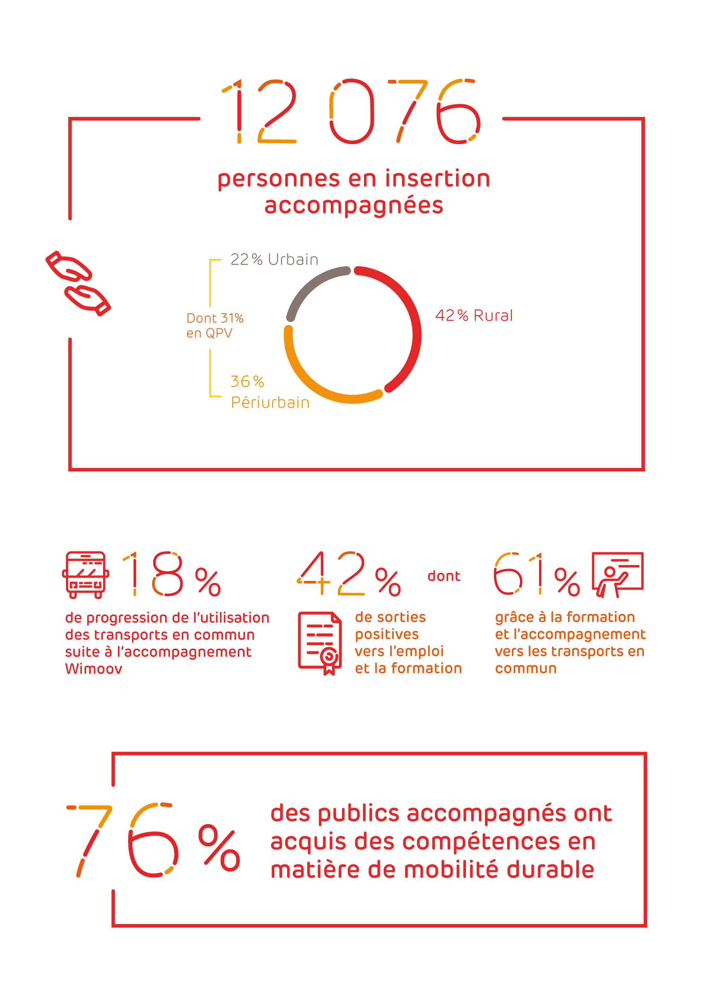 12 076
personnes en insertion
accompagnées
22% Urbain
Dont 31%
en QPV
36%
Périurbain
42% Rural
18%
de progression de l'utilisation
des transports en commun
suite à l'accompagnement
Wimoov
42% dont
de sorties
positives
vers l'emploi
et la formation
61%
grâce à la formation
et l'accompagnement
vers les transports en
commun
76%
des publics accompagnés ont
acquis des compétences en
matière de mobilité durable